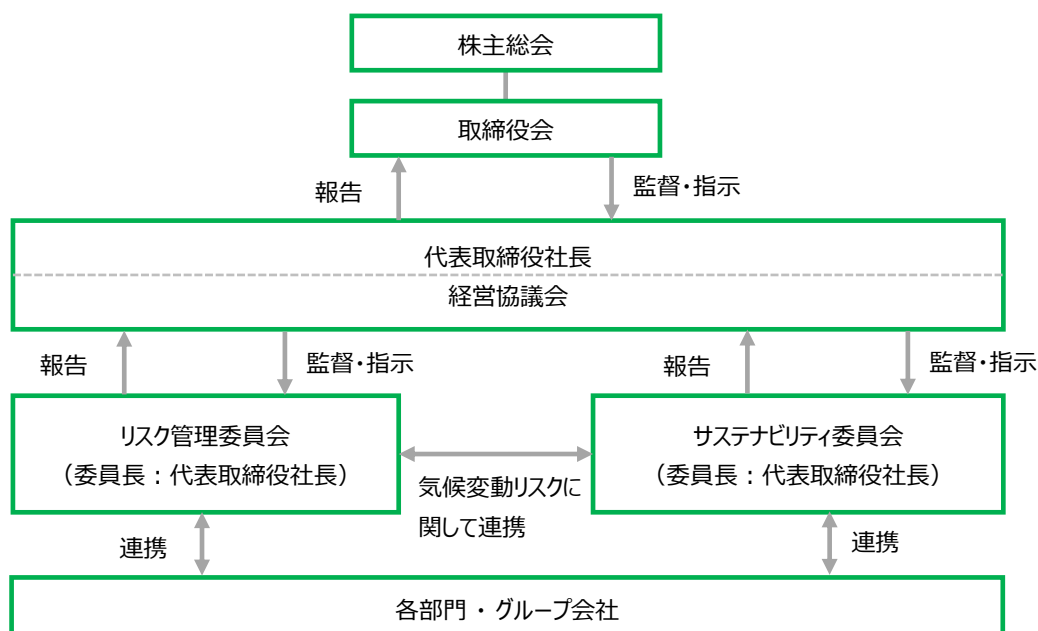 株主総会
取締役会
報告
監督・指示
代表取締役社長
経営協議会
報告
監督・指示
報告
監督・指示
リスク管理委員会
（委員長：代表取締役社長）
サステナビリティ委員会
（委員長：代表取締役社長）
気候変動リスクに
関して連携
連携
連携
各部門・グループ会社